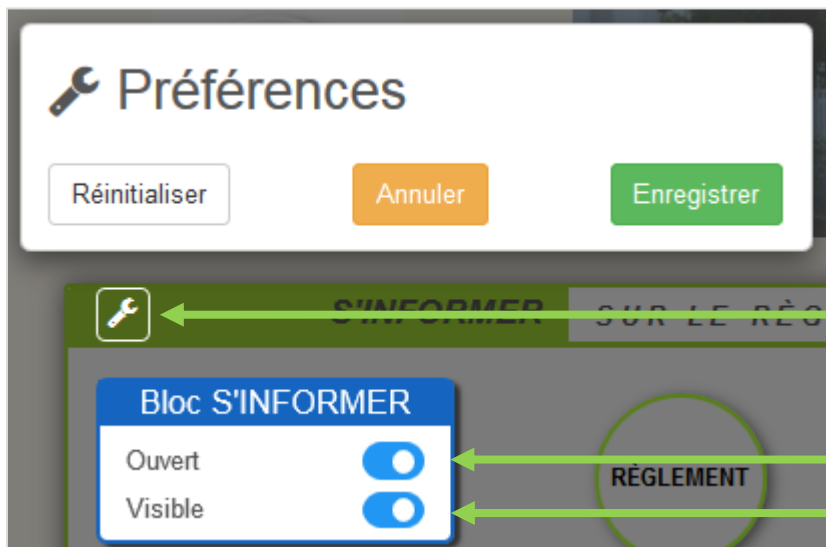 Préférences
Réinitialiser Annuler Enregistrer
S'INFORMER SUR LE RÈG
Bloc S'INFORMER
Ouvert
RÈGLEMENT
Visible